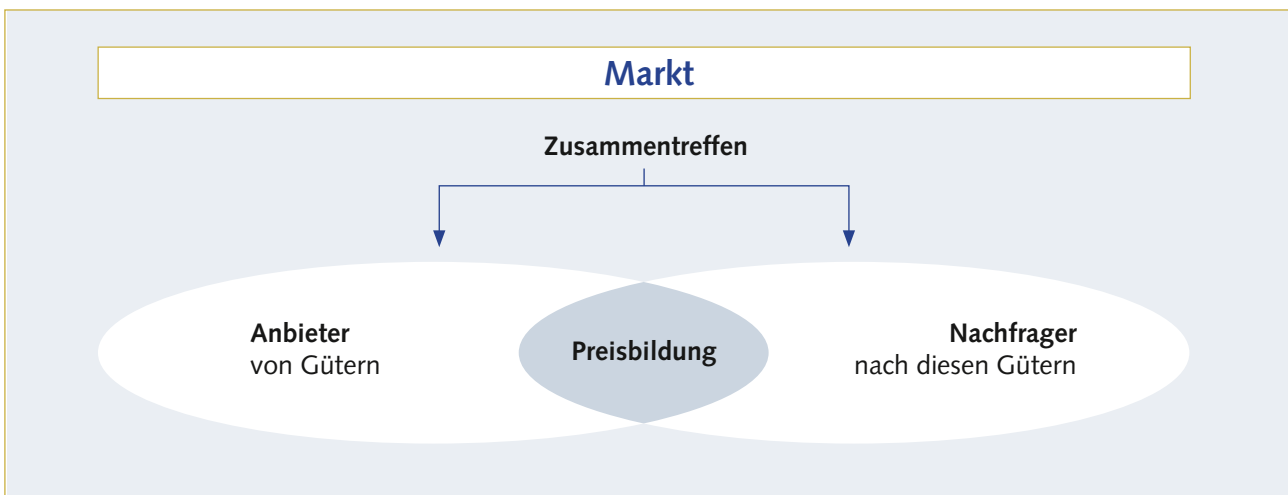 Markt
Zusammentreffen
Anbieter
von Gütern
Preisbildung
Nachfrager
nach diesen Gütern